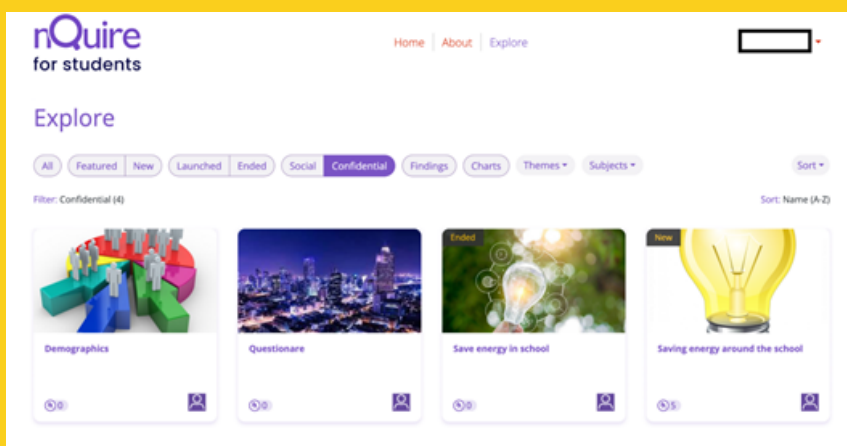 nQuire
for students
Home About Explore
Explore
All Featured New Launched Ended Social Confidential Findings Charts Themes Subjects Sort
Filter: Confidential (4) Sort: Name (A-Z)
Ended New
Demographics Questionare Save energy in school Saving energy around the school
0 0 0 5